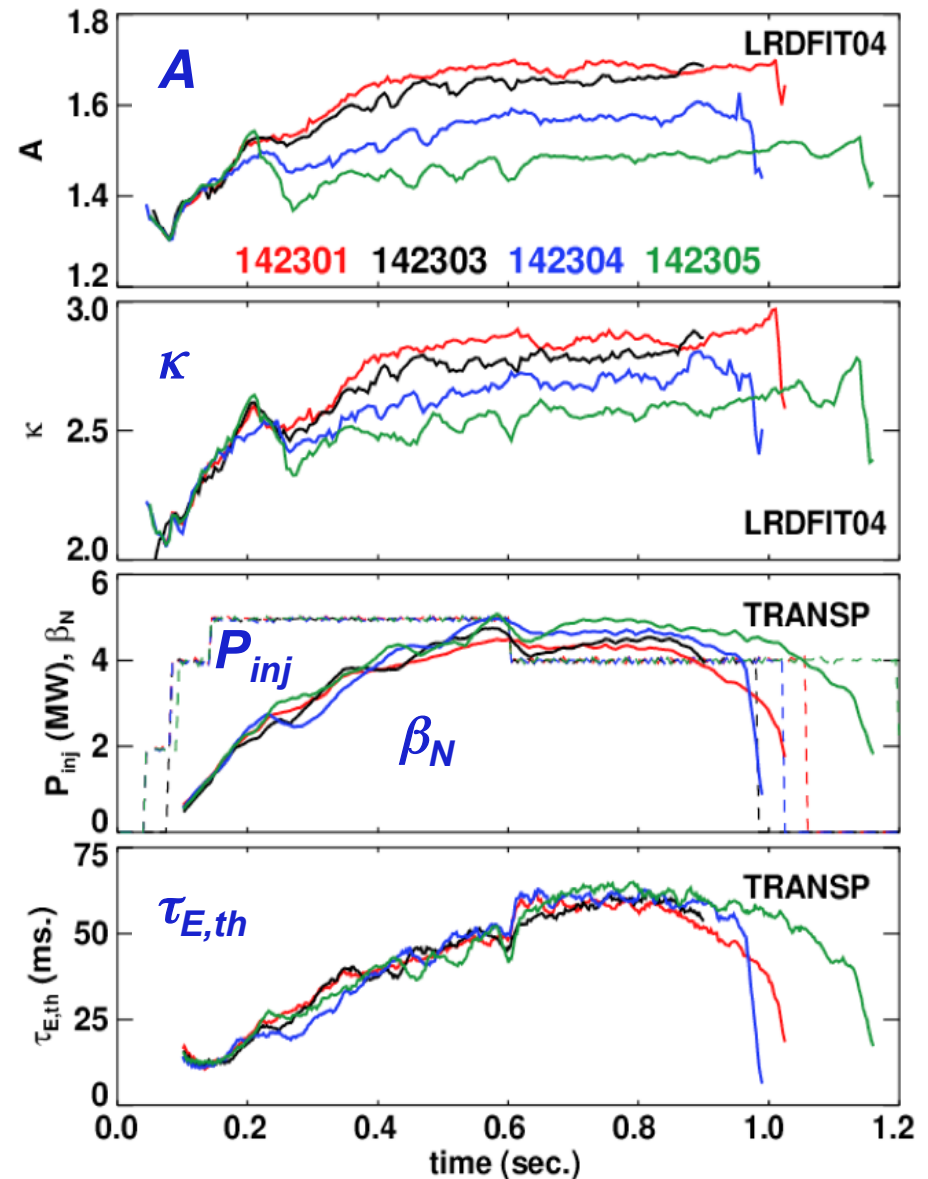 1.8
LRDFIT04
A
1.6
A
1.4
142301 142303 142304 142305
1.2
3.0
κ
κ
2.5
LRDFIT04
2.0
6
TRANSP
P_inj
4
P_inj (MW), β_N
β_N
2
0
75
TRANSP
τ_E,th
50
τ_E,th (ms.)
25
0
0.0 0.2 0.4 0.6 0.8 1.0 1.2
time (sec.)